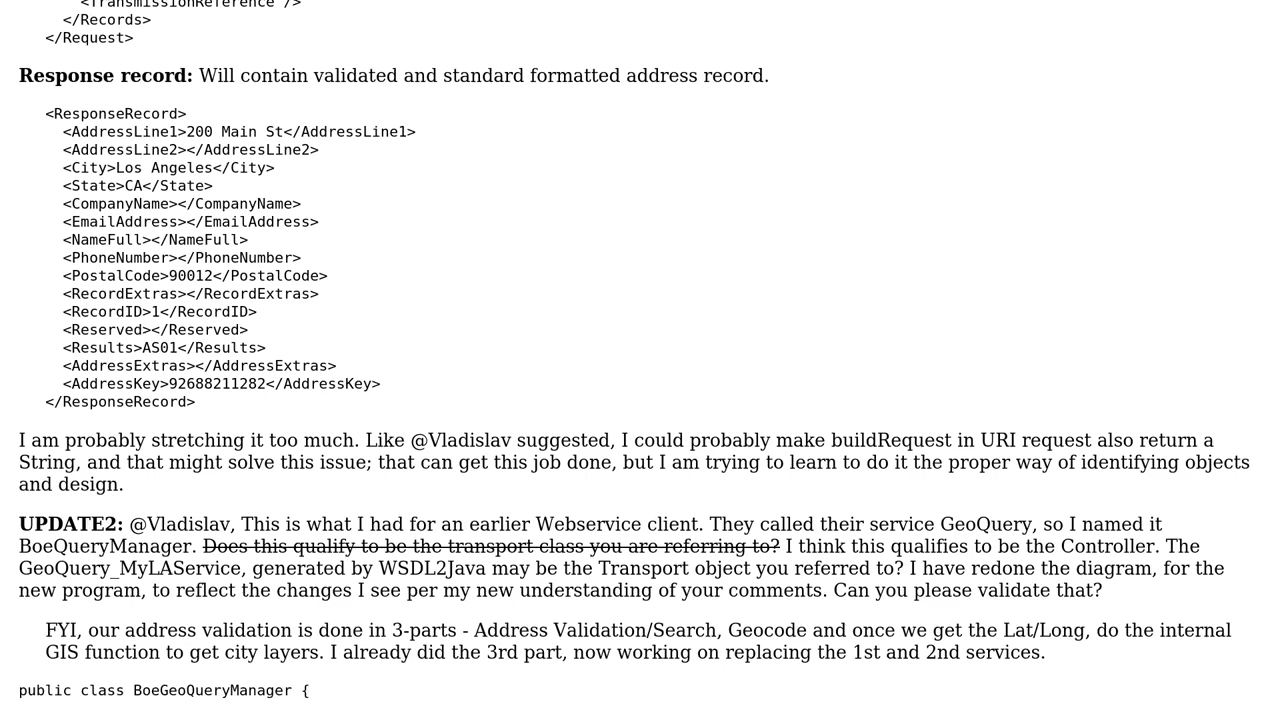 <TransmissionReference />
</Records>
</Request>
Response record: Will contain validated and standard formatted address record.
<ResponseRecord>
<AddressLine1>200 Main St</AddressLine1>
<AddressLine2></AddressLine2>
<City>Los Angeles</City>
<State>CA</State>
<CompanyName></CompanyName>
<EmailAddress></EmailAddress>
<NameFull></NameFull>
<PhoneNumber></PhoneNumber>
<PostalCode>90012</PostalCode>
<RecordExtras></RecordExtras>
<RecordID>1</RecordID>
<Reserved></Reserved>
<Results>AS01</Results>
<AddressExtras></AddressExtras>
<AddressKey>92688211282</AddressKey>
</ResponseRecord>
I am probably stretching it too much. Like @Vladislav suggested, I could probably make buildRequest in URI request also return a
String, and that might solve this issue; that can get this job done, but I am trying to learn to do it the proper way of identifying objects
and design.
UPDATE2: @Vladislav, This is what I had for an earlier Webservice client. They called their service GeoQuery, so I named it
BoeQueryManager. Does this qualify to be the transport class you are referring to? I think this qualifies to be the Controller. The
GeoQuery_MyLAService, generated by WSDL2Java may be the Transport object you referred to? I have redone the diagram, for the
new program, to reflect the changes I see per my new understanding of your comments. Can you please validate that?
FYI, our address validation is done in 3-parts - Address Validation/Search, Geocode and once we get the Lat/Long, do the internal
GIS function to get city layers. I already did the 3rd part, now working on replacing the 1st and 2nd services.
public class BoeGeoQueryManager {